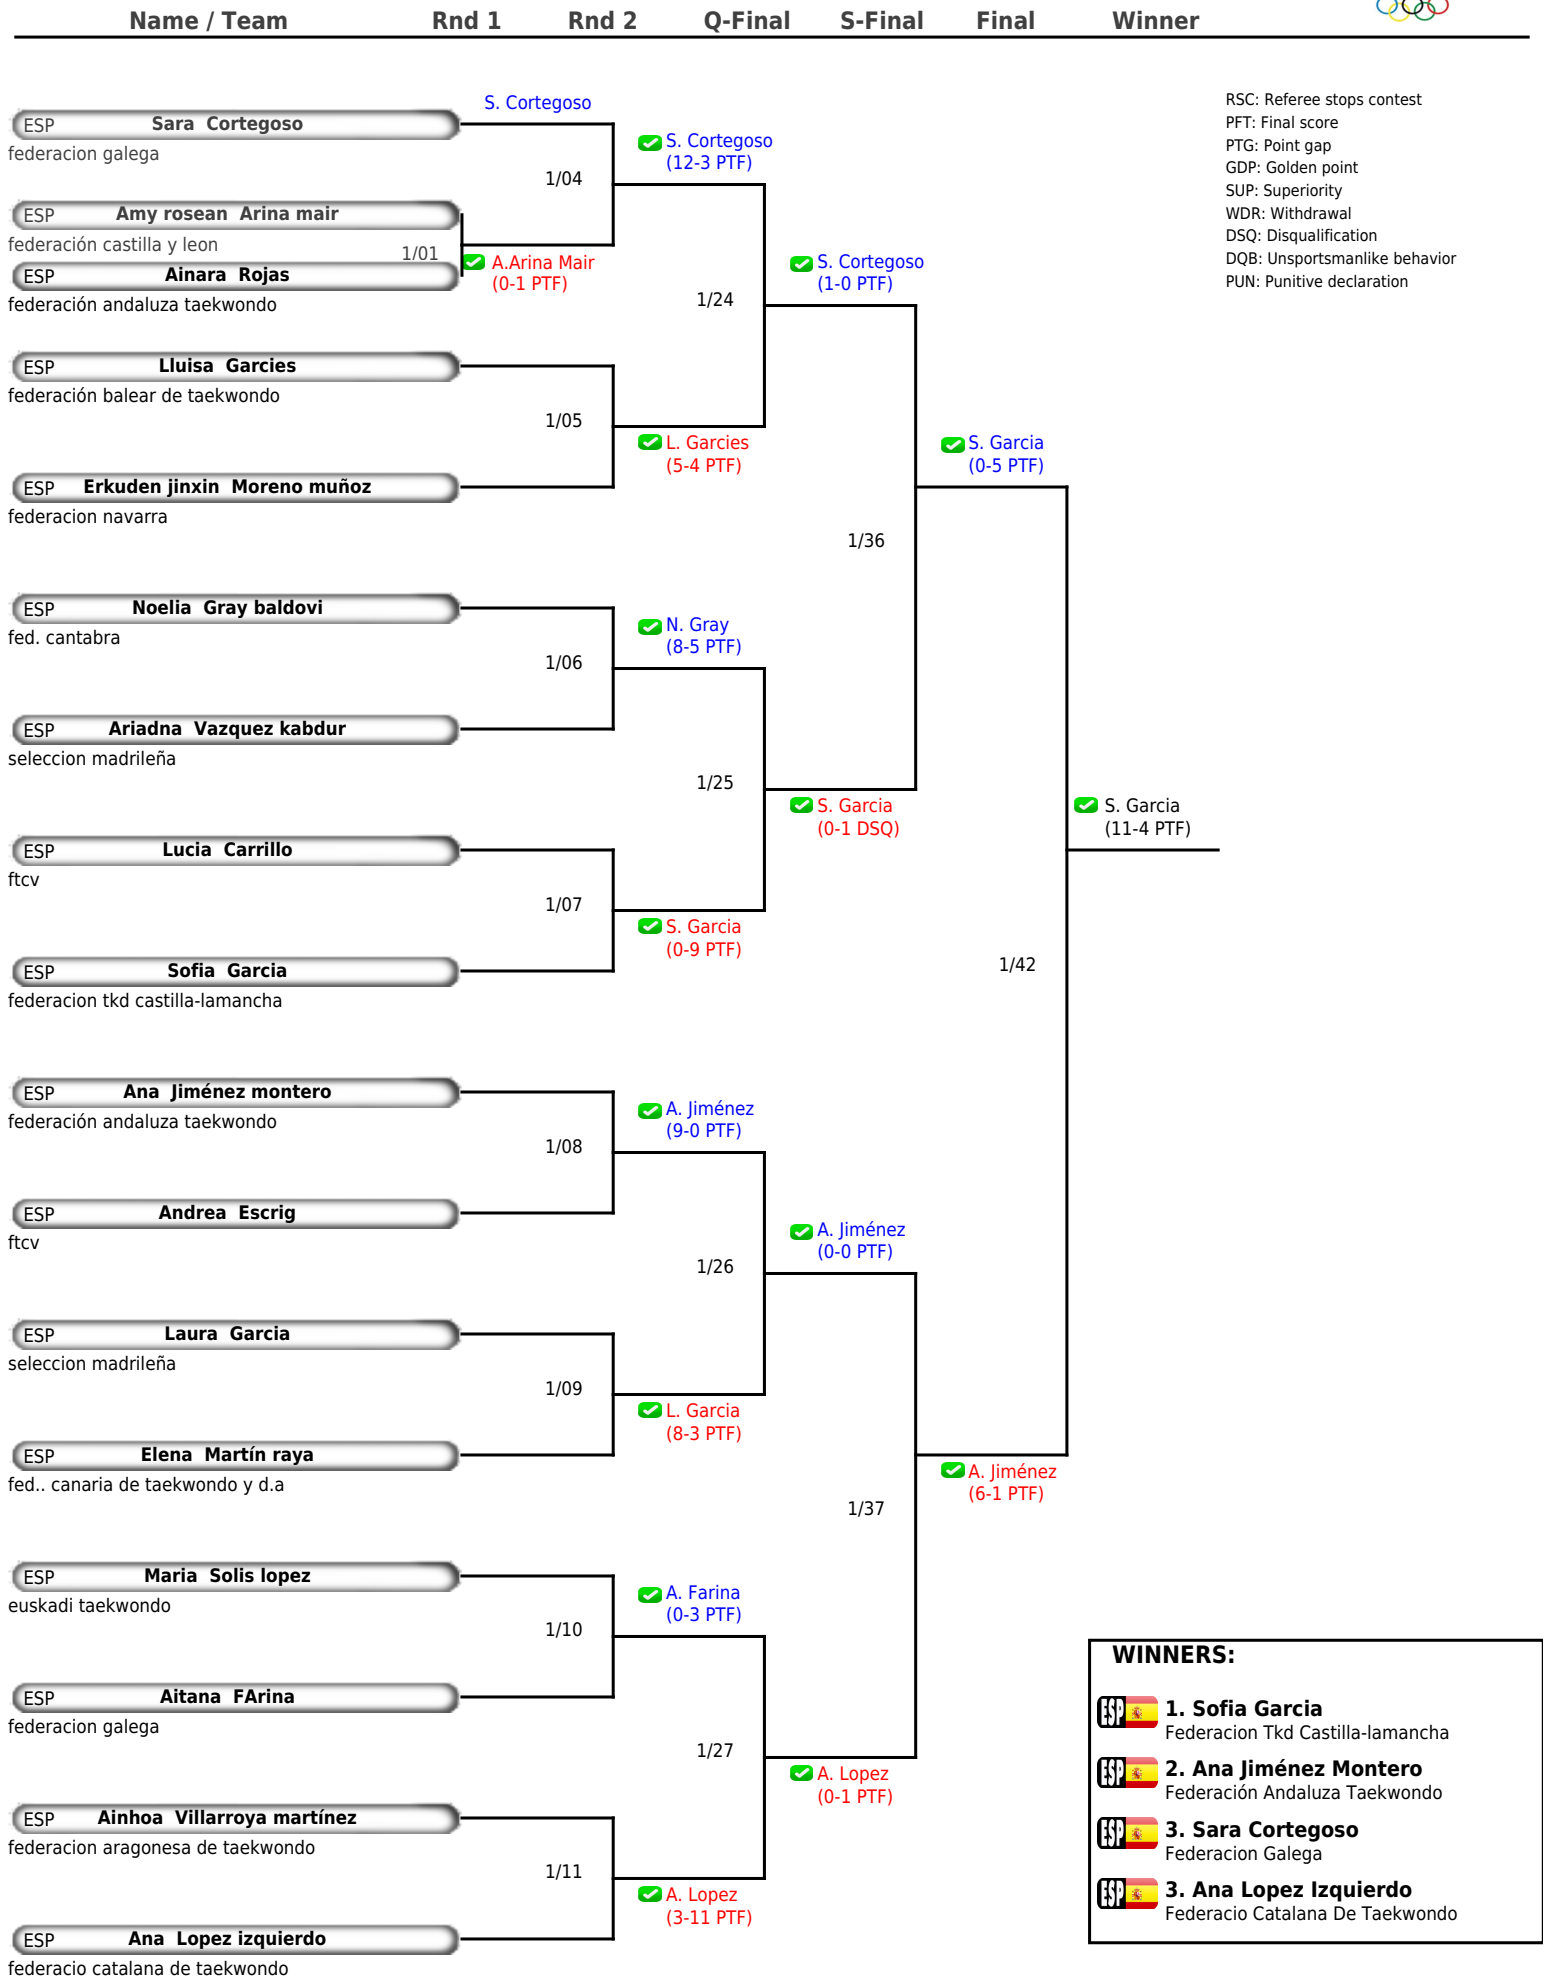 Name / Team Rnd 1 Rnd 2 Q-Final S-Final Final Winner
RSC: Referee stops contest
PFT: Final score
PTG: Point gap
GDP: Golden point
SUP: Superiority
WDR: Withdrawal
DSQ: Disqualification
DQB: Unsportsmanlike behavior
PUN: Punitive declaration
S. Cortegoso
ESP Sara Cortegoso
federacion galega
S. Cortegoso
(12-3 PTF)
1/04
ESP Amy rosean Arina mair
federación castilla y leon
1/01
A.Arina Mair
(0-1 PTF)
ESP Ainara Rojas
federación andaluza taekwondo
S. Cortegoso
(1-0 PTF)
1/24
ESP Lluisa Garcies
federación balear de taekwondo
1/05
L. Garcies
(5-4 PTF)
S. Garcia
(0-5 PTF)
ESP Erkuden jinxin Moreno muñoz
federacion navarra
1/36
ESP Noelia Gray baldovi
fed. cantabra
N. Gray
(8-5 PTF)
1/06
ESP Ariadna Vazquez kabdur
seleccion madrileña
1/25
S. Garcia
(0-1 DSQ)
S. Garcia
(11-4 PTF)
ESP Lucia Carrillo
ftcv
1/07
S. Garcia
(0-9 PTF)
ESP Sofia Garcia
federacion tkd castilla-lamancha
1/42
ESP Ana Jiménez montero
federación andaluza taekwondo
A. Jiménez
(9-0 PTF)
1/08
ESP Andrea Escrig
ftcv
A. Jiménez
(0-0 PTF)
1/26
ESP Laura Garcia
seleccion madrileña
1/09
L. Garcia
(8-3 PTF)
ESP Elena Martín raya
fed.. canaria de taekwondo y d.a
A. Jiménez
(6-1 PTF)
1/37
ESP Maria Solis lopez
euskadi taekwondo
A. Farina
(0-3 PTF)
1/10
ESP Aitana FArina
federacion galega
1/27
A. Lopez
(0-1 PTF)
ESP Ainhoa Villarroya martínez
federacion aragonesa de taekwondo
1/11
A. Lopez
(3-11 PTF)
ESP Ana Lopez izquierdo
federacio catalana de taekwondo
WINNERS:
ESP 1. Sofia Garcia
Federacion Tkd Castilla-lamancha
ESP 2. Ana Jiménez Montero
Federación Andaluza Taekwondo
ESP 3. Sara Cortegoso
Federacion Galega
ESP 3. Ana Lopez Izquierdo
Federacio Catalana De Taekwondo